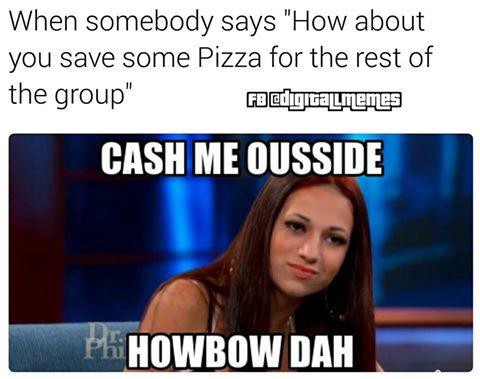 When somebody says "How about
you save some Pizza for the rest of
the group"
FB @digitallmemes
CASH ME OUSSIDE
Dr.
Phil
HOWBOW DAH